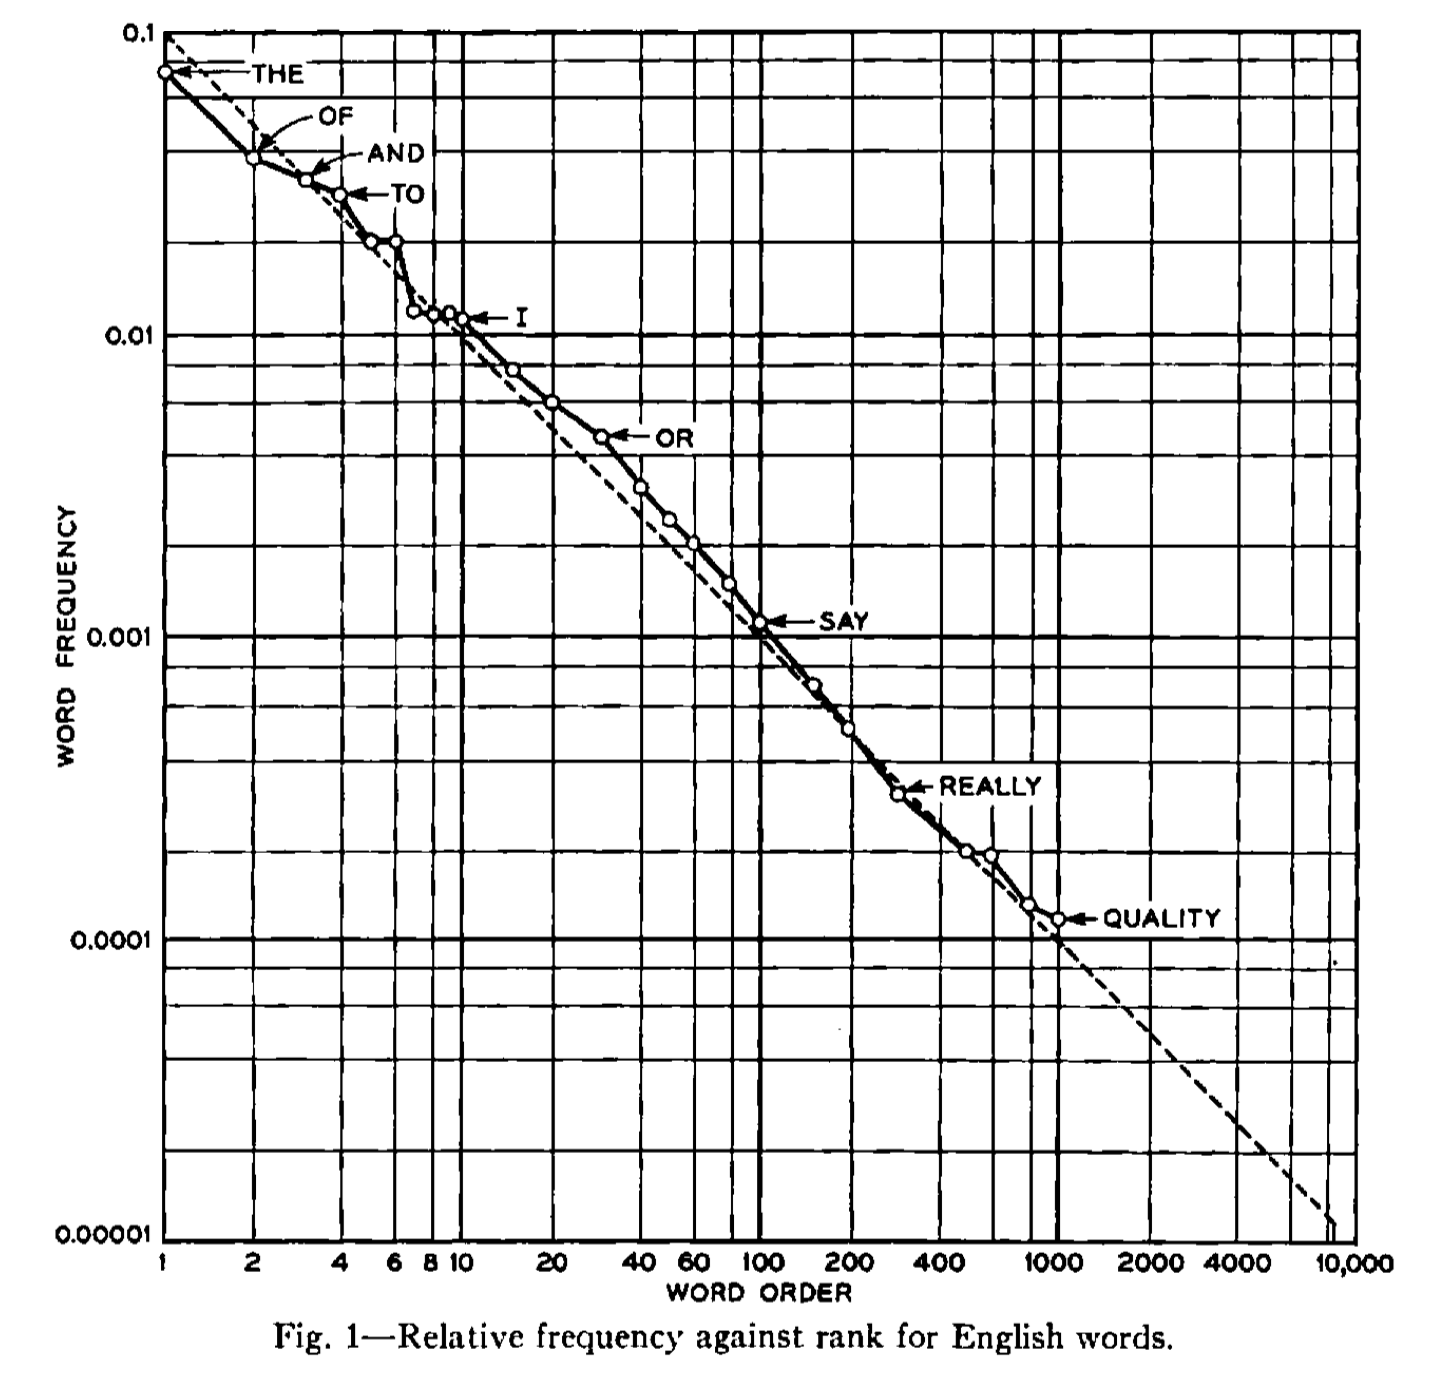 0.1
THE
OF
AND
TO
I
0.01
OR
WORD FREQUENCY
SAY
0.001
REALLY
QUALITY
0.0001
0.00001
1 2 4 6 8 10 20 40 60 100 200 400 1000 2000 4000 10,000
WORD ORDER
Fig. 1—Relative frequency against rank for English words.